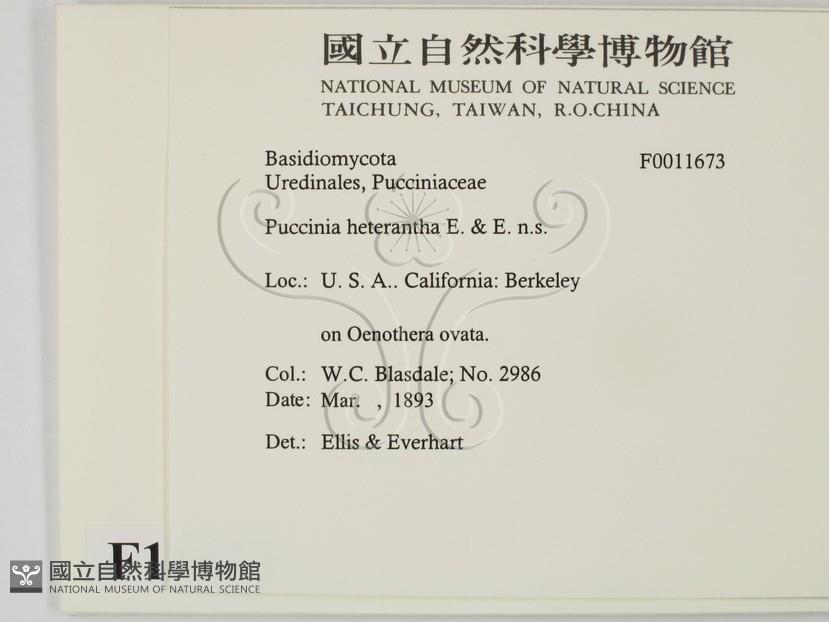 國立自然科學博物館
NATIONAL MUSEUM OF NATURAL SCIENCE
TAICHUNG, TAIWAN, R.O.CHINA
Basidiomycota F0011673
Uredinales, Pucciniaceae
Puccinia heterantha E. & E. n.s.
Loc.: U. S. A.. California: Berkeley
on Oenothera ovata.
Col.: W.C. Blasdale; No. 2986
Date: Mar. , 1893
Det.: Ellis & Everhart
F1
國立自然科學博物館
NATIONAL MUSEUM OF NATURAL SCIENCE